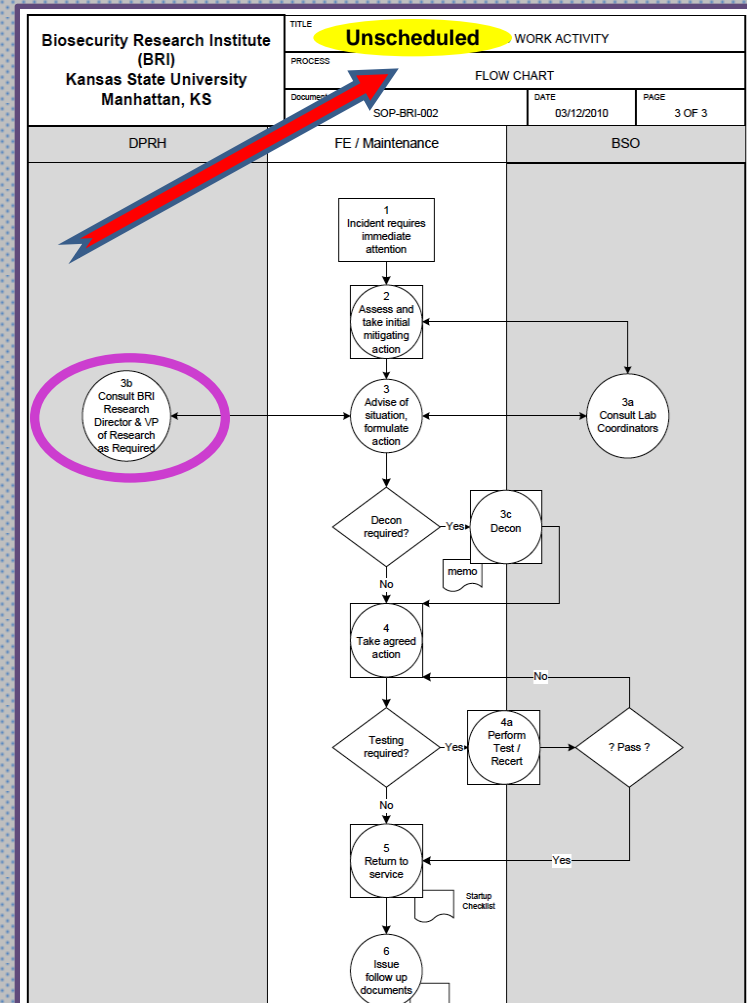 Biosecurity Research Institute
(BRI)
Kansas State University
Manhattan, KS
TITLE
Unscheduled WORK ACTIVITY
PROCESS
FLOW CHART
SOP-BRI-002
DATE
03/12/2010
PAGE
3 OF 3
DPRH
FE / Maintenance
BSO
1
Incident requires
immediate
attention
2
Assess and
take initial
mitigating
action
3b
Consult BRI
Research
Director & VP
of Research
as Required
3
Advise of
situation,
formulate
action
3a
Consult Lab
Coordinators
Decon
required?
Yes
3c
Decon
memo
No
4
Take agreed
action
No
Testing
required?
Yes
4a
Perform
Test /
Recert
? Pass ?
No
5
Return to
service
Yes
Startup
Checklist
6
Issue
follow up
documents